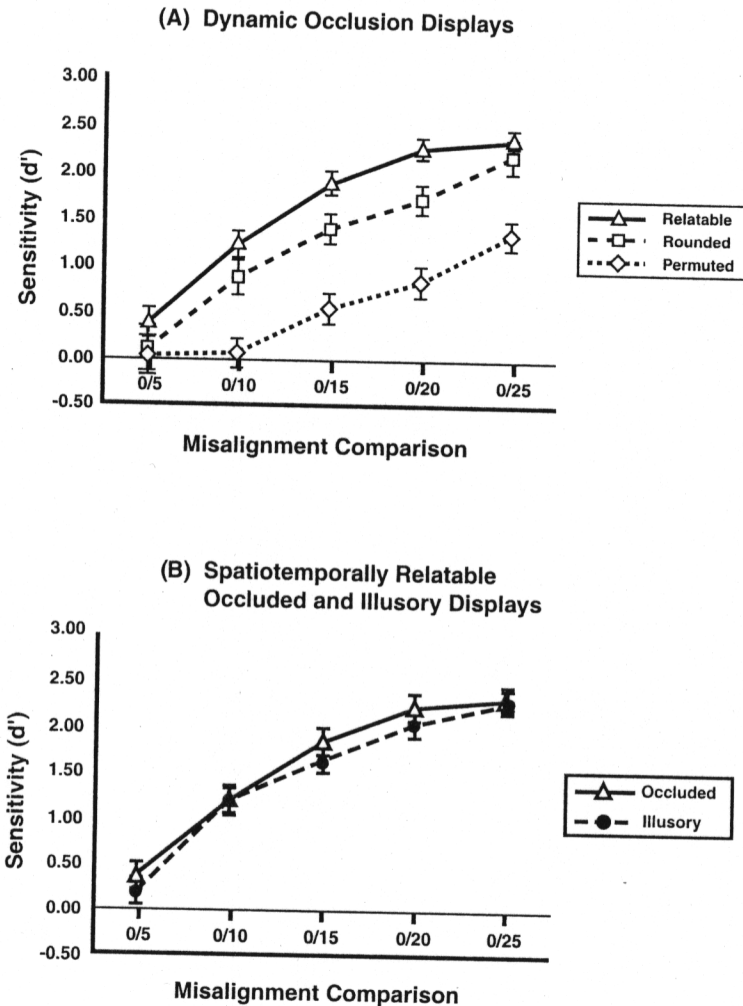 (A) Dynamic Occlusion Displays
3.00
2.50
2.00
1.50
1.00
0.50
0.00
-0.50
Sensitivity (d')
0/5 0/10 0/15 0/20 0/25
Misalignment Comparison
Relatable
Rounded
Permuted
(B) Spatiotemporally Relatable
Occluded and Illusory Displays
3.00
2.50
2.00
1.50
1.00
0.50
0.00
-0.50
Sensitivity (d')
0/5 0/10 0/15 0/20 0/25
Misalignment Comparison
Occluded
Illusory